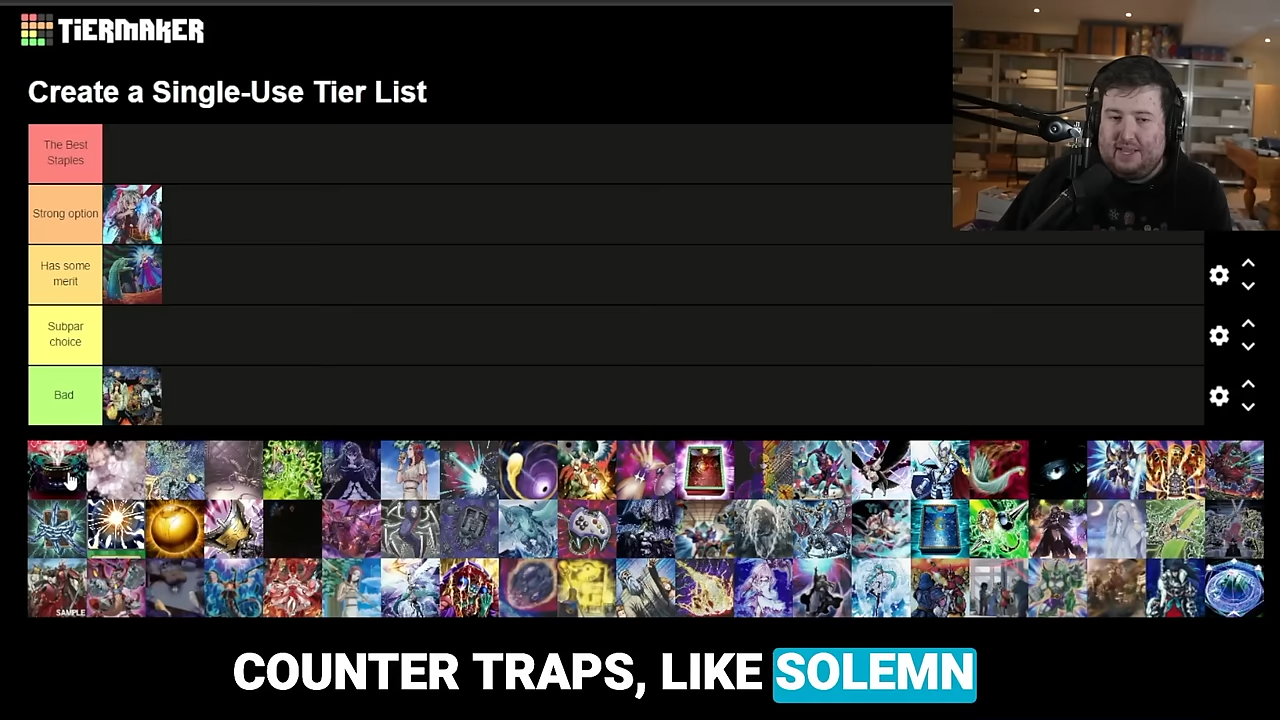 TiERMAKER
Create a Single-Use Tier List
The Best
Staples
Strong option
Has some
merit
Subpar
choice
Bad
SAMPLE
COUNTER TRAPS, LIKE SOLEMN